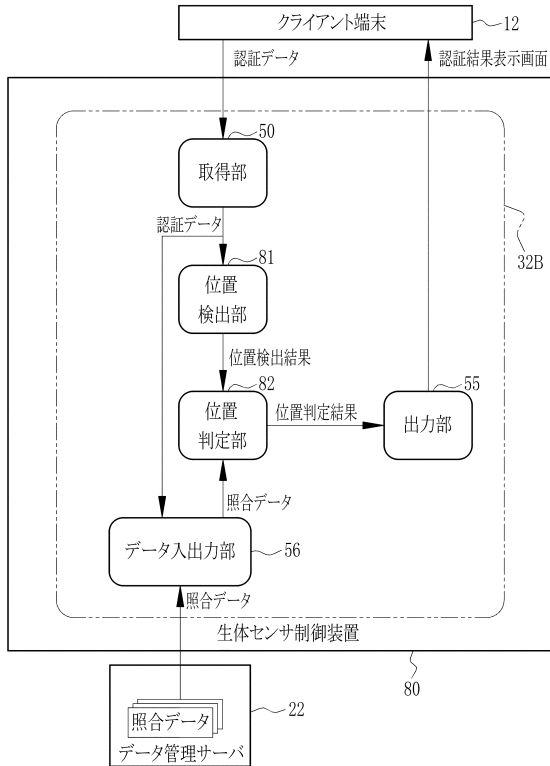 クライアント端末
12
認証データ
認証結果表示画面
50
取得部
認証データ
81
位置
検出部
32B
位置検出結果
82
位置
判定部
位置判定結果
55
出力部
照合データ
データ入出力部
56
照合データ
生体センサ制御装置
80
照合データ
22
データ管理サーバ